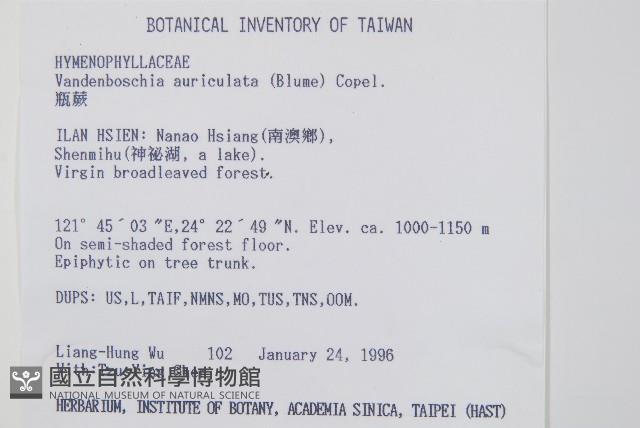 BOTANICAL INVENTORY OF TAIWAN
HYMENOPHYLLACEAE
Vandenboschia auriculata (Blume) Copel.
瓶蕨
ILAN HSIEN: Nanao Hsiang(南澳鄉),
Shenmihu(神祕湖, a lake).
Virgin broadleaved forest.
121° 45´ 03 ˝E,24° 22´ 49 ˝N. Elev. ca. 1000-1150 m
On semi-shaded forest floor.
Epiphytic on tree trunk.
DUPS: US,L,TAIF,NMNS,MO,TUS,TNS,OOM.
Liang-Hung Wu 102 January 24, 1996
With:
國立自然科學博物館
NATIONAL MUSEUM OF NATURAL SCIENCE
HERBARIUM, INSTITUTE OF BOTANY, ACADEMIA SINICA, TAIPEI (HAST)